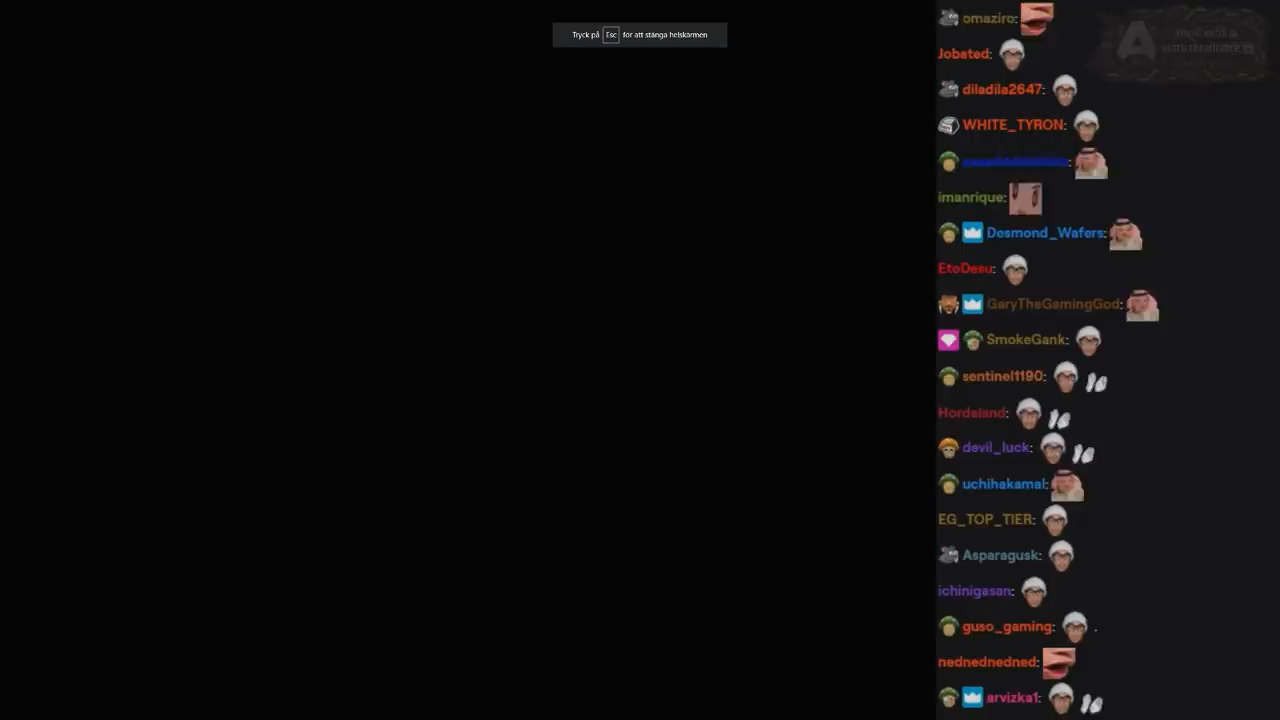 Tryck på Esc för att stänga helskärmen
omaziro:
Jobated:
diladila2647:
WHITE_TYRON:
imanrique:
Desmond_Wafers:
EtoDesu:
GaryTheGamingGod:
SmokeGank:
sentinel1190:
Hordaland:
devil_luck:
uchihakamal:
EG_TOP_TIER:
Asparagusk:
ichinigasan:
guso_gaming: .
nednednedned:
arvizka1: